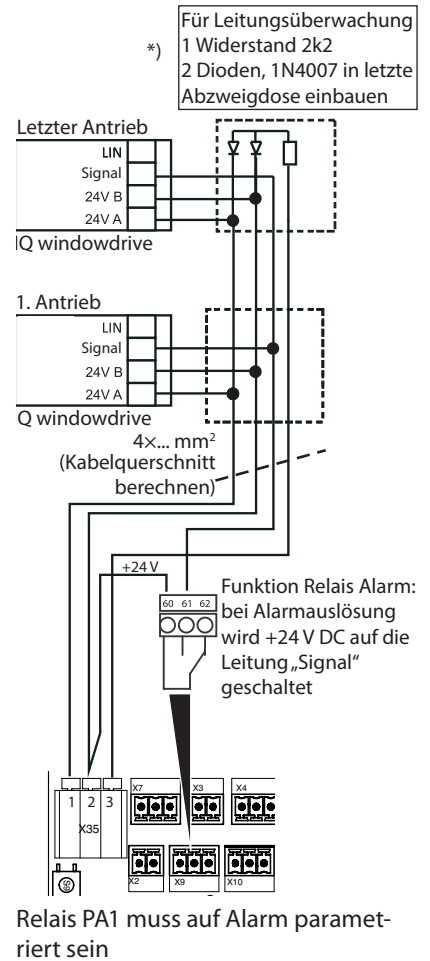 Für Leitungsüberwachung
*) 1 Widerstand 2k2
2 Dioden, 1N4007 in letzte
Abzweigdose einbauen
Letzter Antrieb
LIN
Signal
24V B
24V A
IQ windowdrive
1. Antrieb
LIN
Signal
24V B
24V A
Q windowdrive
4×... mm²
(Kabelquerschnitt
berechnen)
+24 V
60 61 62
Funktion Relais Alarm:
bei Alarmauslösung
wird +24 V DC auf die
Leitung „Signal“
geschaltet
1 2 3
X35
X7 X3 X4
X2 X9 X10
Relais PA1 muss auf Alarm paramet-
riert sein